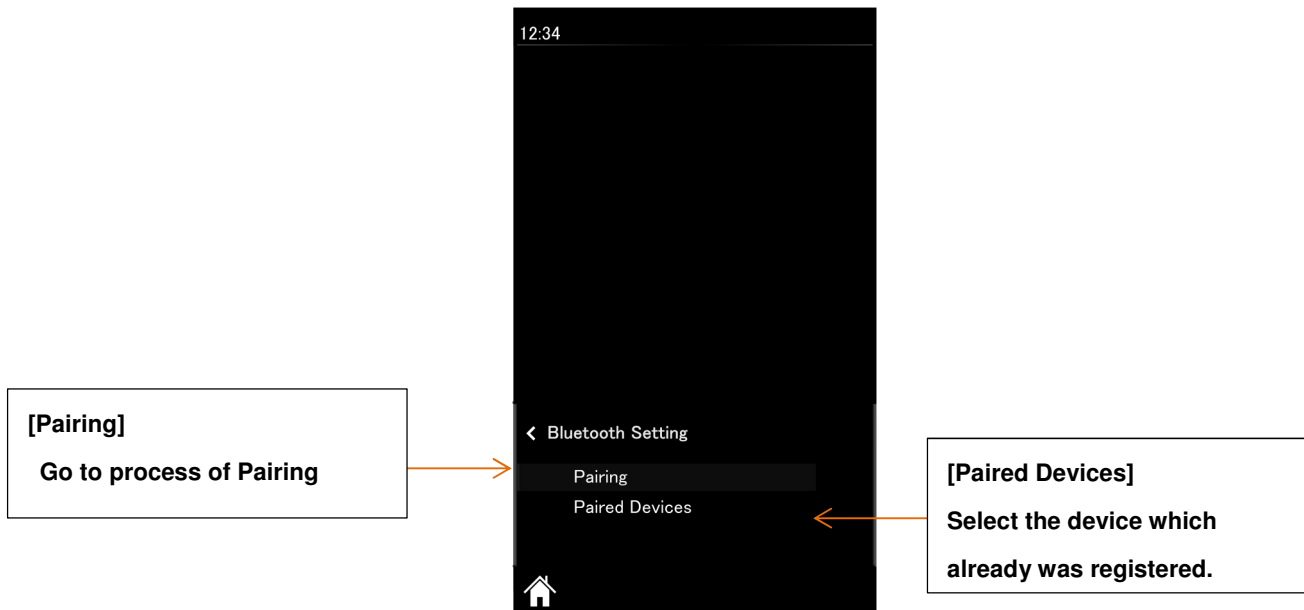 12:34
[Pairing]
Go to process of Pairing
Bluetooth Setting
Pairing
Paired Devices
[Paired Devices]
Select the device which
already was registered.